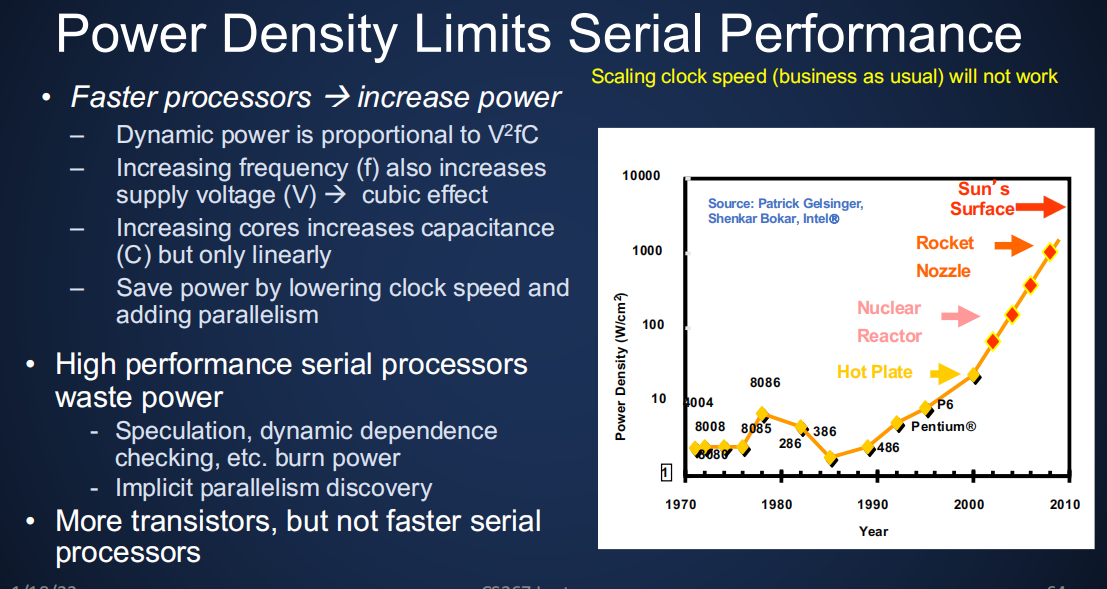 Power Density Limits Serial Performance
Scaling clock speed (business as usual) will not work
• Faster processors → increase power
– Dynamic power is proportional to V²fC
– Increasing frequency (f) also increases
supply voltage (V) → cubic effect
– Increasing cores increases capacitance
(C) but only linearly
– Save power by lowering clock speed and
adding parallelism
• High performance serial processors
waste power
- Speculation, dynamic dependence
checking, etc. burn power
- Implicit parallelism discovery
• More transistors, but not faster serial
processors
10000
1000
100
10
1
Power Density (W/cm²)
Source: Patrick Gelsinger,
Shenkar Bokar, Intel®
Sun's
Surface
Rocket
Nozzle
Nuclear
Reactor
Hot Plate
4004
8008
8080
8085
8086
286
386
486
P6
Pentium®
1970
1980
1990
2000
2010
Year